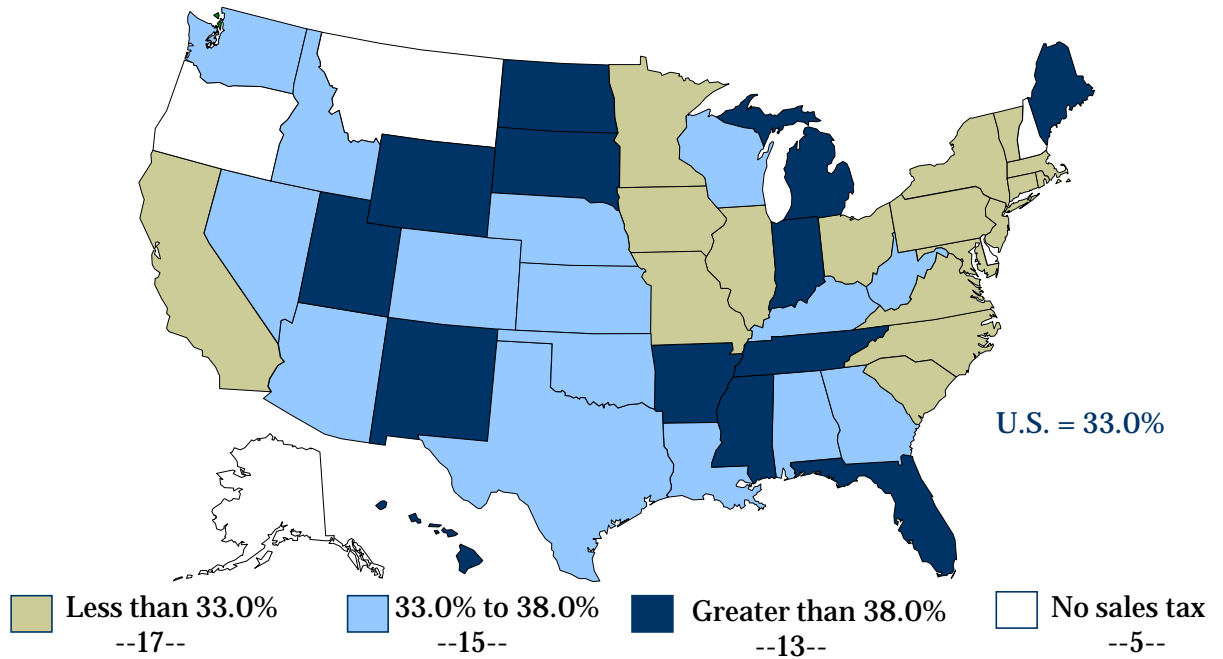 U.S. = 33.0%
Less than 33.0%
--17--
33.0% to 38.0%
--15--
Greater than 38.0%
--13--
No sales tax
--5--